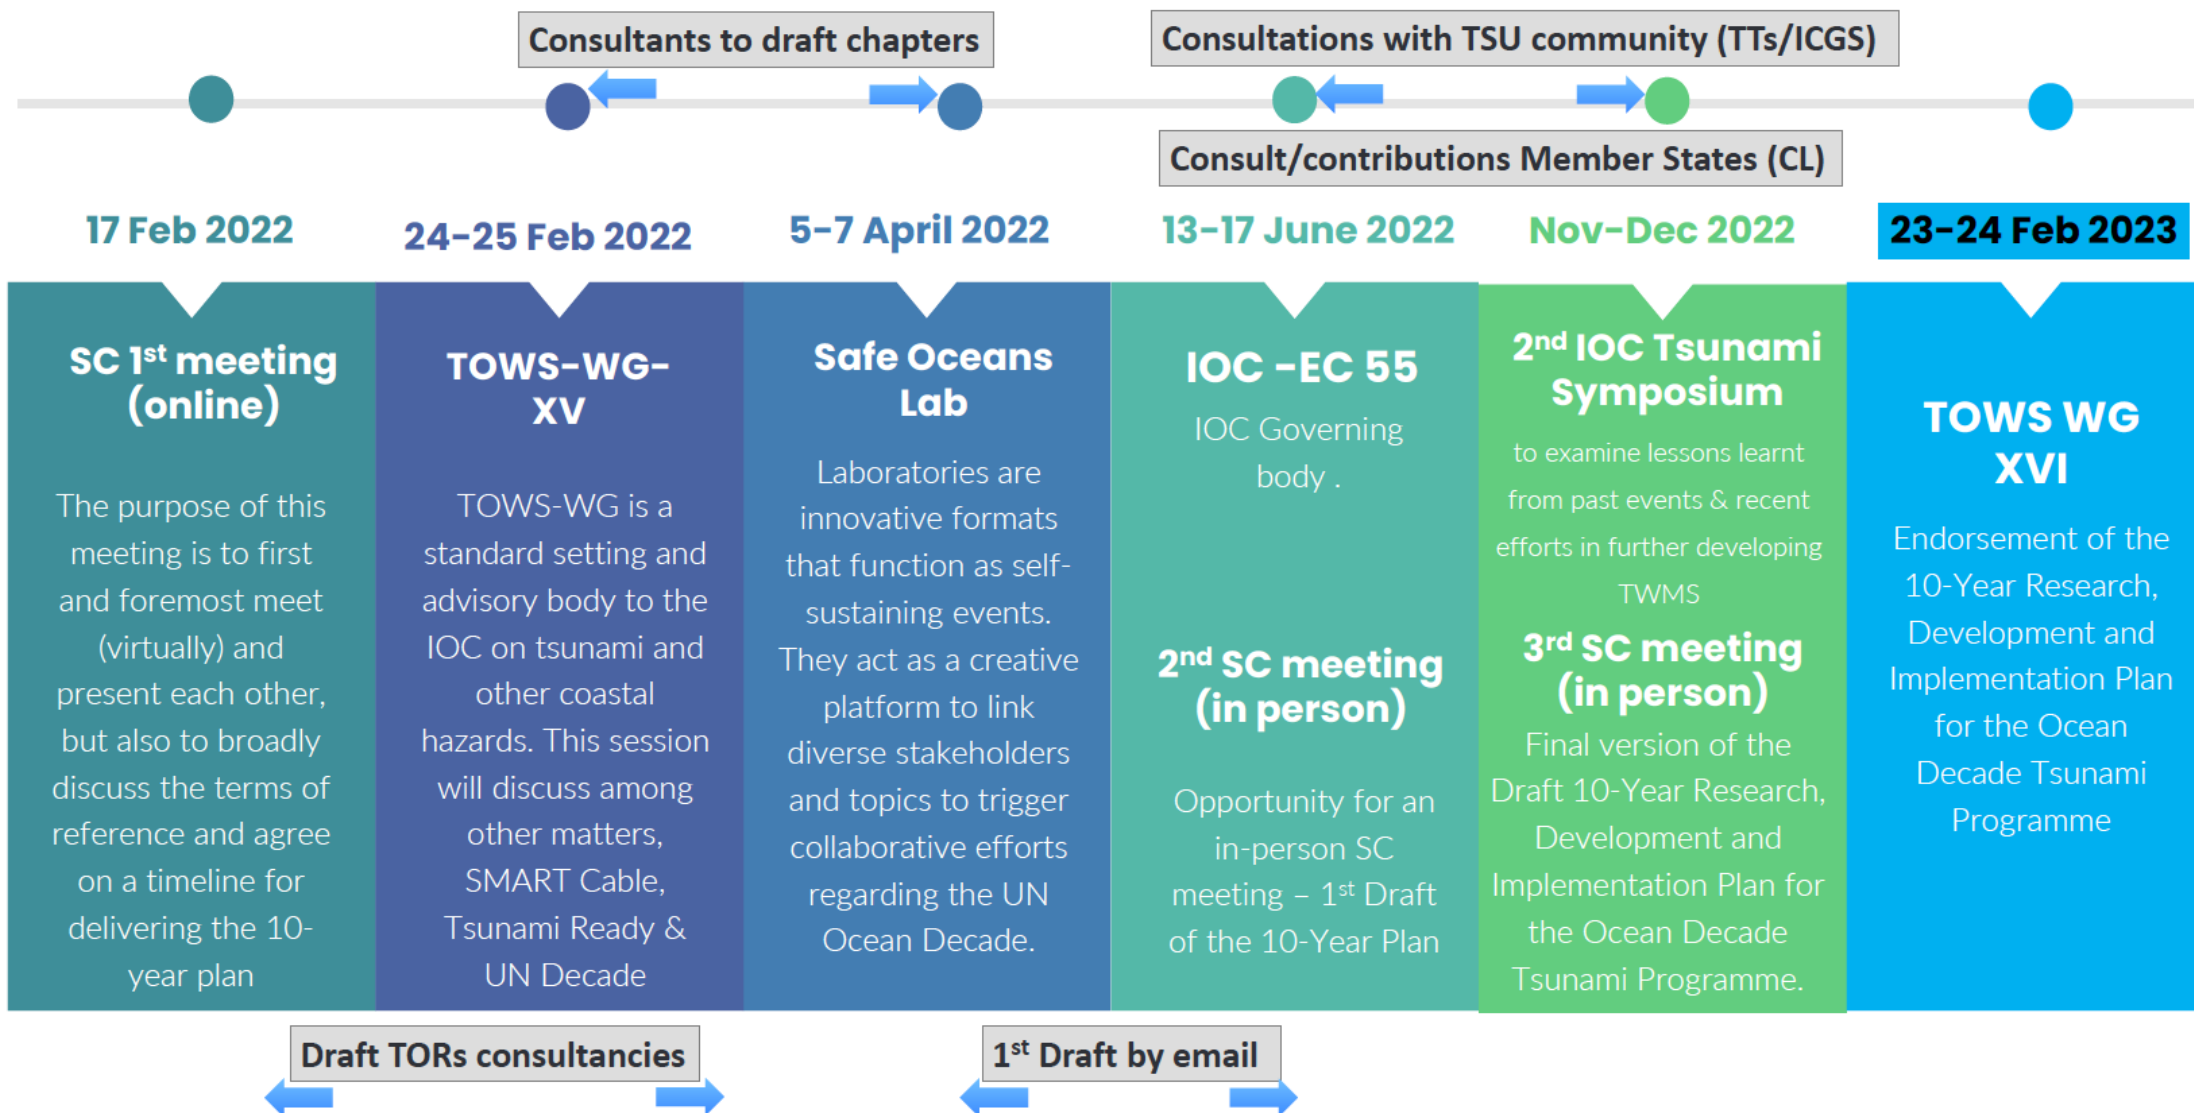 Consultants to draft chapters
Consultations with TSU community (TTs/ICGS)
Consult/contributions Member States (CL)
17 Feb 2022
24-25 Feb 2022
5-7 April 2022
13-17 June 2022
Nov-Dec 2022
23-24 Feb 2023
SC 1st meeting
(online)
The purpose of this
meeting is to first
and foremost meet
(virtually) and
present each other,
but also to broadly
discuss the terms of
reference and agree
on a timeline for
delivering the 10-
year plan
TOWS-WG-
XV
TOWS-WG is a
standard setting and
advisory body to the
IOC on tsunami and
other coastal
hazards. This session
will discuss among
other matters,
SMART Cable,
Tsunami Ready &
UN Decade
Safe Oceans
Lab
Laboratories are
innovative formats
that function as self-
sustaining events.
They act as a creative
platform to link
diverse stakeholders
and topics to trigger
collaborative efforts
regarding the UN
Ocean Decade.
IOC -EC 55
IOC Governing
body .
2nd SC meeting
(in person)
Opportunity for an
in-person SC
meeting – 1st Draft
of the 10-Year Plan
2nd IOC Tsunami
Symposium
to examine lessons learnt
from past events & recent
efforts in further developing
TWMS
3rd SC meeting
(in person)
Final version of the
Draft 10-Year Research,
Development and
Implementation Plan for
the Ocean Decade
Tsunami Programme.
TOWS WG
XVI
Endorsement of the
10-Year Research,
Development and
Implementation Plan
for the Ocean
Decade Tsunami
Programme
Draft TORs consultancies
1st Draft by email